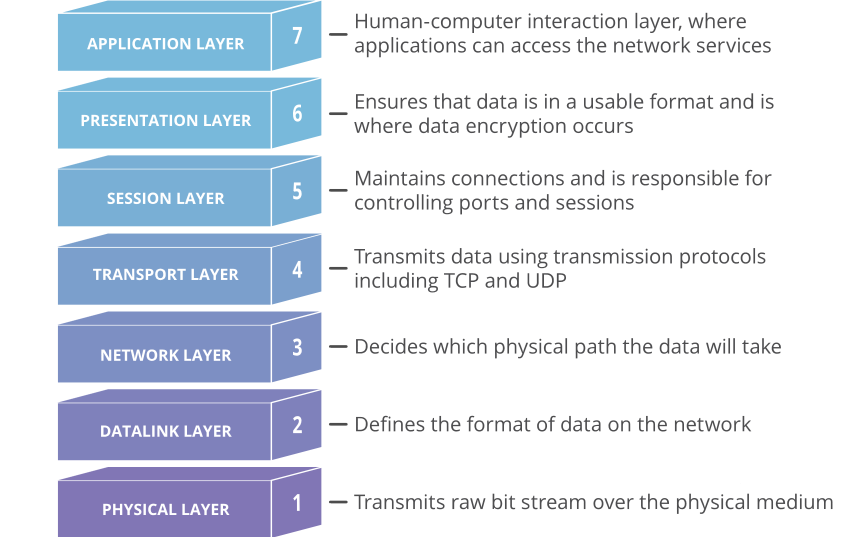 APPLICATION LAYER
7
Human-computer interaction layer, where
applications can access the network services
PRESENTATION LAYER
6
Ensures that data is in a usable format and is
where data encryption occurs
SESSION LAYER
5
Maintains connections and is responsible for
controlling ports and sessions
TRANSPORT LAYER
4
Transmits data using transmission protocols
including TCP and UDP
NETWORK LAYER
3
Decides which physical path the data will take
DATALINK LAYER
2
Defines the format of data on the network
PHYSICAL LAYER
1
Transmits raw bit stream over the physical medium